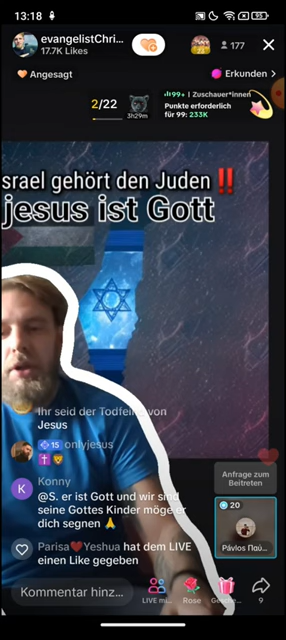 13:18
95
evangelistChri...
17.7K Likes
177
Angesagt
Erkunden >
2/22
3h29m
99+ | Zuschauer*innen
Punkte erforderlich
für 99: 233K
srael gehört den Juden ‼️
jesus ist Gott
Ihr seid der Todfeind von
Jesus
15 onlyjesus
✝️🦁
K
Konny
@S. er ist Gott und wir sind
seine Gottes Kinder möge er
dich segnen 🙏
Parisa❤️Yeshua hat dem LIVE
einen Like gegeben
Anfrage zum
Beitreten
20
Pávlos Παύ...
Kommentar hinz...
LIVE mi...
Rose
Gesche...
9